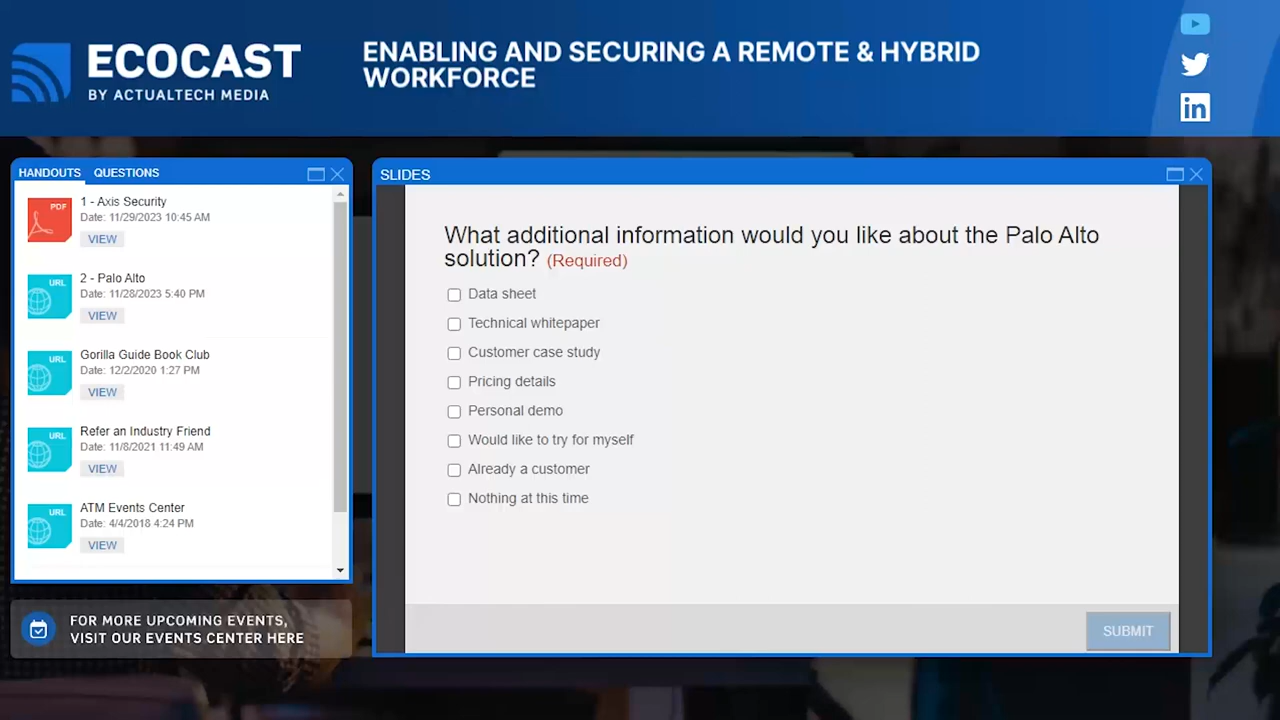 ECOCAST
BY ACTUALTECH MEDIA
ENABLING AND SECURING A REMOTE & HYBRID
WORKFORCE
in
HANDOUTS QUESTIONS
PDF
1 - Axis Security
Date: 11/29/2023 10:45 AM
VIEW
URL
2 - Palo Alto
Date: 11/28/2023 5:40 PM
VIEW
URL
Gorilla Guide Book Club
Date: 12/2/2020 1:27 PM
VIEW
URL
Refer an Industry Friend
Date: 11/8/2021 11:49 AM
VIEW
URL
ATM Events Center
Date: 4/4/2018 4:24 PM
VIEW
FOR MORE UPCOMING EVENTS,
VISIT OUR EVENTS CENTER HERE
SLIDES
What additional information would you like about the Palo Alto
solution? (Required)
Data sheet
Technical whitepaper
Customer case study
Pricing details
Personal demo
Would like to try for myself
Already a customer
Nothing at this time
SUBMIT